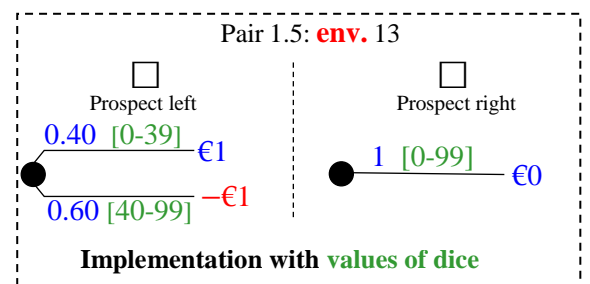 Pair 1.5: env. 13
Prospect left
Prospect right
0.40 [0-39]
€1
1 [0-99]
€0
−€1
0.60 [40-99]
Implementation with values of dice